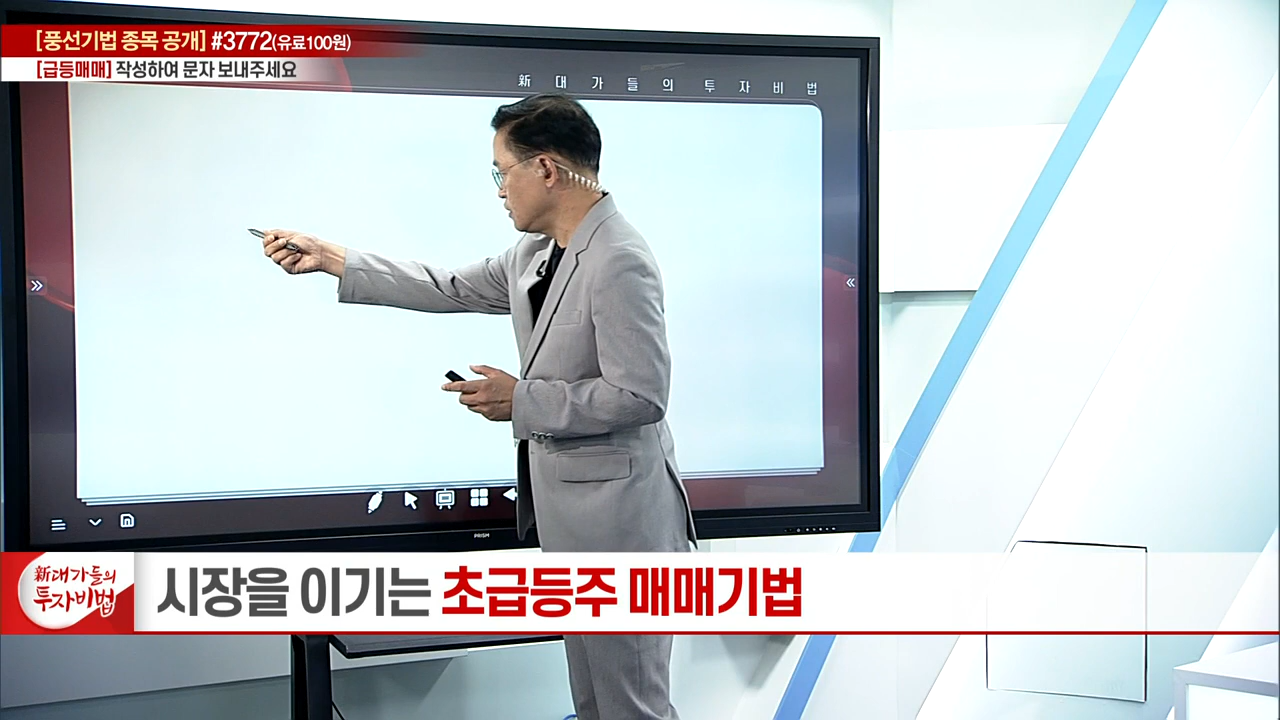 [풍선기법 종목 공개] #3772(유료100원)
[급등매매] 작성하여 문자 보내주세요
新 대 가 들 의 투 자 비 법
PRISM
新대가들의
투자비법
시장을 이기는 초급등주 매매기법